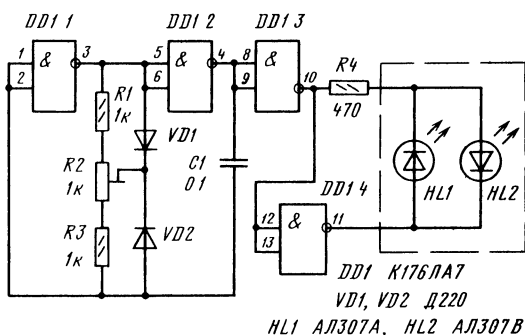 DD1 1
DD1 2
DD1 3
1
2
&
3
5
6
&
4
8
9
&
10
R4
470
R1
1к
VD1
R2
1к
C1
0 1
HL1
HL2
DD1 4
R3
1к
VD2
12
13
&
11
DD1 К176ЛА7
VD1, VD2 Д220
HL1 АЛ307А, HL2 АЛ307В